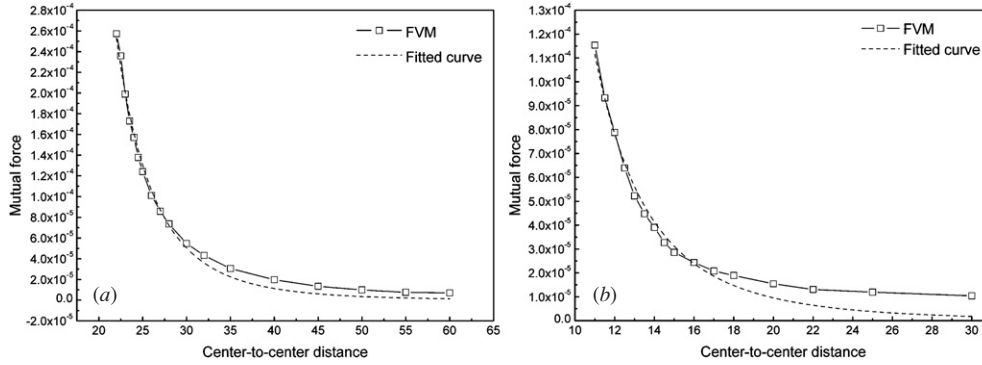 2.8x10⁻⁴
2.6x10⁻⁴
2.4x10⁻⁴
2.2x10⁻⁴
2.0x10⁻⁴
1.8x10⁻⁴
1.6x10⁻⁴
1.4x10⁻⁴
1.2x10⁻⁴
1.0x10⁻⁴
8.0x10⁻⁵
6.0x10⁻⁵
4.0x10⁻⁵
2.0x10⁻⁵
0.0
-2.0x10⁻⁵
Mutual force
FVM
Fitted curve
(a)
20 25 30 35 40 45 50 55 60 65
Center-to-center distance
1.3x10⁻⁴
1.2x10⁻⁴
1.1x10⁻⁴
1.0x10⁻⁴
9.0x10⁻⁵
8.0x10⁻⁵
7.0x10⁻⁵
6.0x10⁻⁵
5.0x10⁻⁵
4.0x10⁻⁵
3.0x10⁻⁵
2.0x10⁻⁵
1.0x10⁻⁵
0.0
Mutual force
FVM
Fitted curve
(b)
10 12 14 16 18 20 22 24 26 28 30
Center-to-center distance